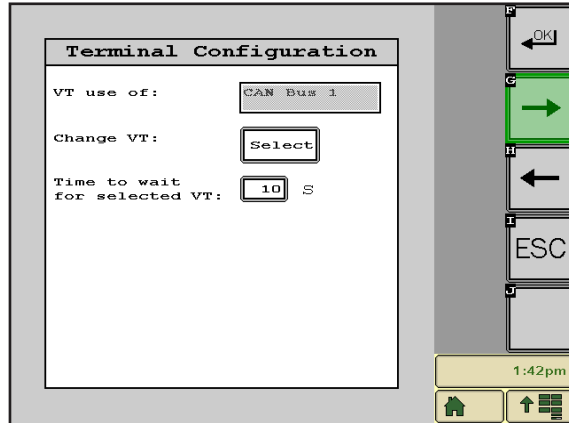 Terminal Configuration
VT use of:
CAN Bus 1
Change VT:
Select
Time to wait
for selected VT:
10 S
F
OK
G
H
I
ESC
J
1:42pm